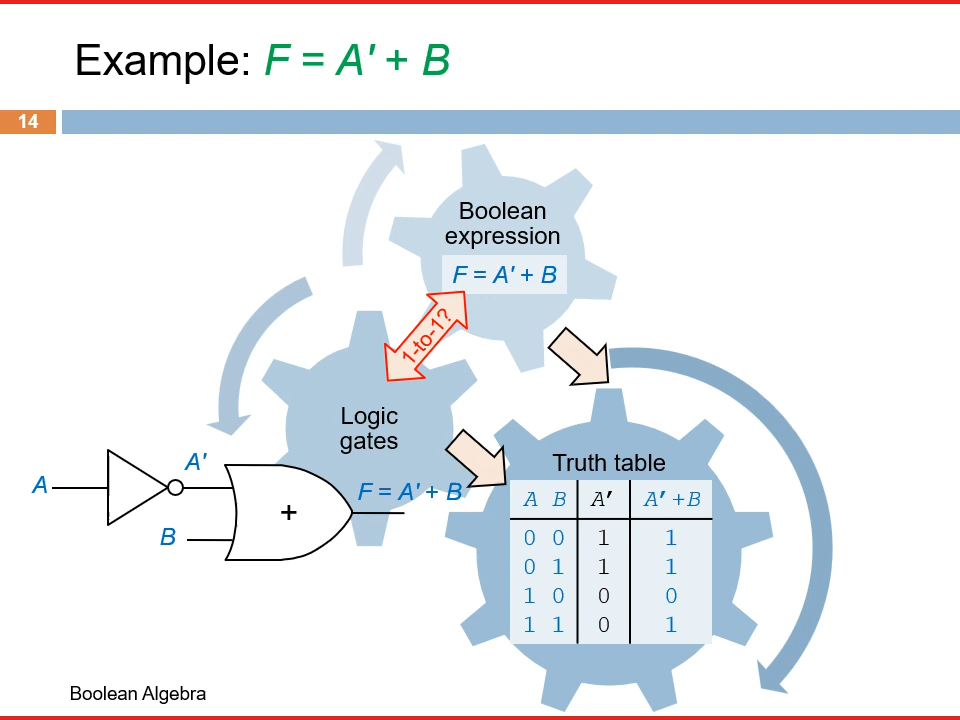 Example: F = A′ + B
14
Boolean
expression
F = A′ + B
1-to-1?
Logic
gates
A
A′
B
+
F = A′ + B
Truth table
A B A′ A′ +B
0 0 1 1
0 1 1 1
1 0 0 0
1 1 0 1
Boolean Algebra